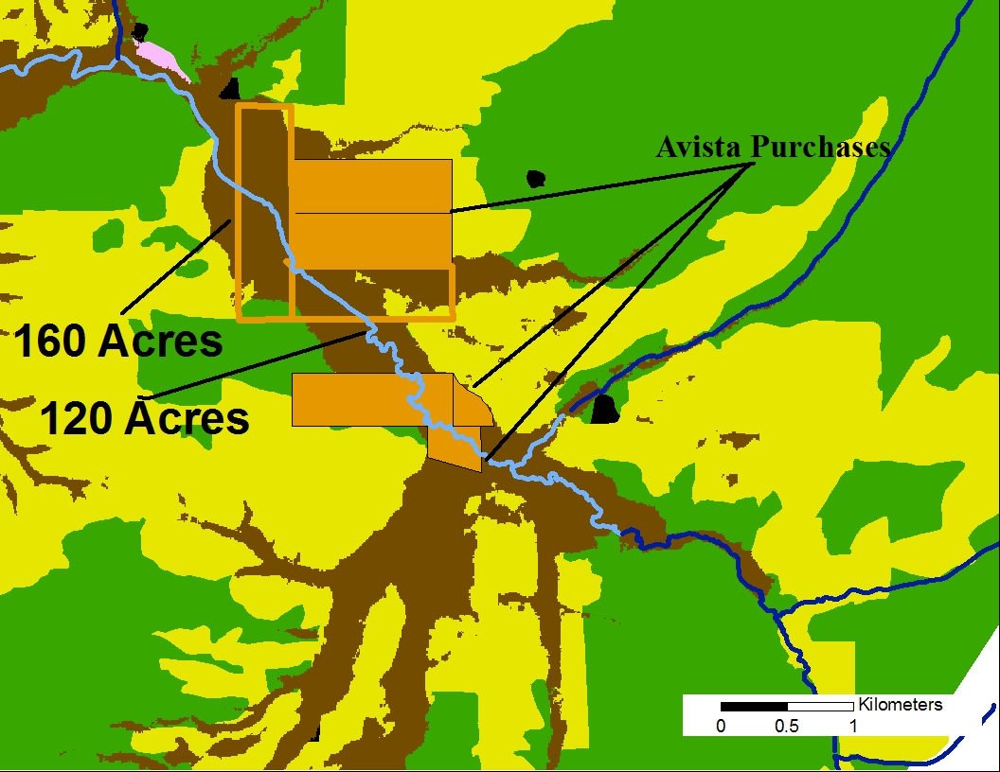 Avista Purchases
160 Acres
120 Acres
Kilometers
0 0.5 1